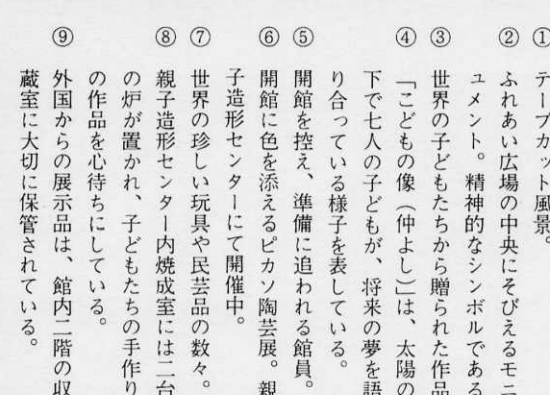 ① テープカット風景。
② ふれあい広場の中央にそびえるモニ
ュメント。精神的なシンボルである
③ 世界の子どもたちから贈られた作品
④ 「こどもの像（仲よし）」は、太陽の
下で七人の子どもが、将来の夢を語
り合っている様子を表している。
⑤ 開館を控え、準備に追われる館員。
⑥ 開館に色を添えるピカソ陶芸展。親
子造形センターにて開催中。
⑦ 世界の珍しい玩具や民芸品の数々。
⑧ 親子造形センター内焼成室には二台
の炉が置かれ、子どもたちの手作り
の作品を心待ちにしている。
⑨ 外国からの展示品は、館内二階の収
蔵室に大切に保管されている。